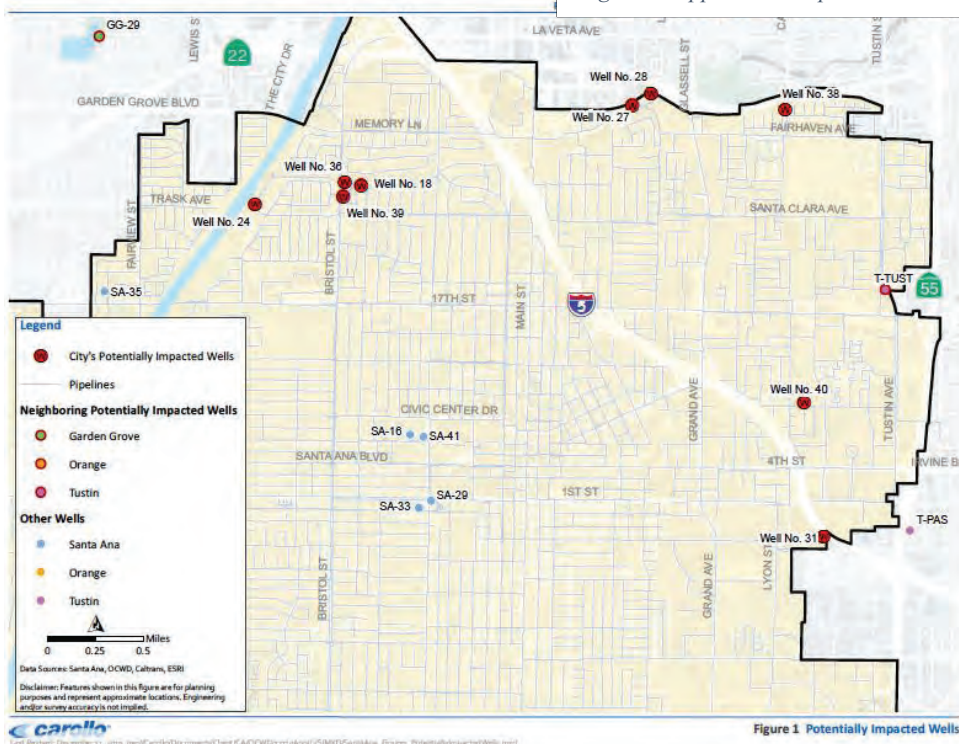 GG-29
LEWIS S
22
THE CITY DR
LA VETA AVE
GLASSELL ST
TUSTIN S
GARDEN GROVE BLVD
MEMORY LN
Well No. 28
Well No. 27
Well No. 38
FAIRHAVEN AVE
Well No. 36
Well No. 18
Well No. 39
TRASK AVE
Well No. 24
SANTA CLARA AVE
FAIRVIEW ST
BRISTOL ST
SA-35
17TH ST
MAIN ST
5
T-TUST
55
Well No. 40
CIVIC CENTER DR
SA-16
SA-41
GRAND AVE
TUSTIN AVE
SANTA ANA BLVD
4TH ST
IRVINE B
SA-29
SA-33
1ST ST
T-PAS
Well No. 31
BRISTOL ST
GRAND AVE
LYON ST
Legend
City's Potentially Impacted Wells
Pipelines
Neighboring Potentially Impacted Wells
Garden Grove
Orange
Tustin
Other Wells
Santa Ana
Orange
Tustin
Miles
0 0.25 0.5
Data Sources: Santa Ana, OCWD, Caltrans, ESRI
Disclaimer: Features shown in this figure are for planning
purposes and represent approximate locations. Engineering
and/or survey accuracy is not implied.
carollo
Figure 1 Potentially Impacted Wells